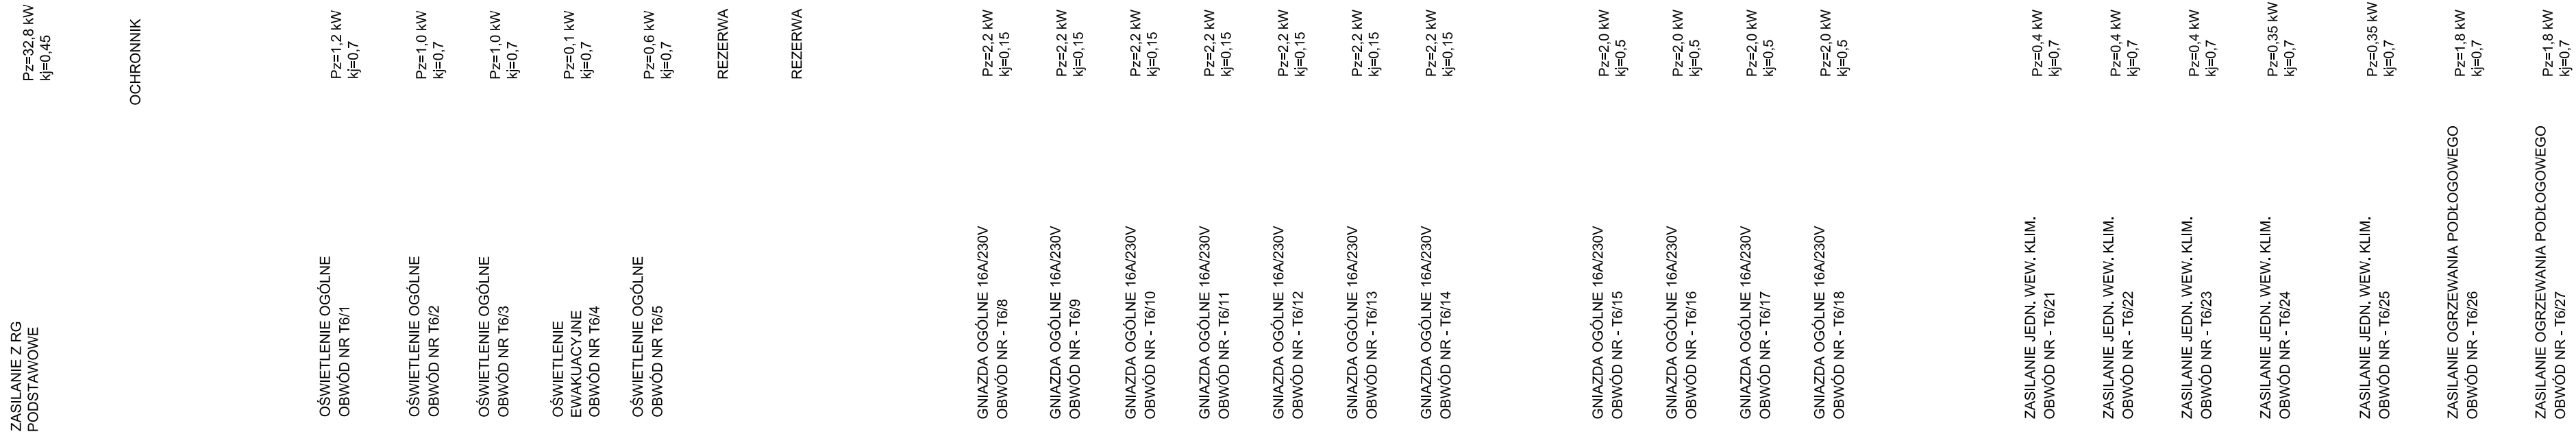 ZASILANIE Z RG
PODSTAWOWE
Pz=32,8 kW
kj=0,45
OCHRONNIK
OŚWIETLENIE OGÓLNE
OBWÓD NR T6/1
Pz=1,2 kW
kj=0,7
OŚWIETLENIE OGÓLNE
OBWÓD NR T6/2
Pz=1,0 kW
kj=0,7
OŚWIETLENIE OGÓLNE
OBWÓD NR T6/3
Pz=1,0 kW
kj=0,7
OŚWIETLENIE
EWAKUACYJNE
OBWÓD NR T6/4
Pz=0,1 kW
kj=0,7
OŚWIETLENIE OGÓLNE
OBWÓD NR T6/5
Pz=0,6 kW
kj=0,7
REZERWA
REZERWA
GNIAZDA OGÓLNE 16A/230V
OBWÓD NR - T6/8
Pz=2,2 kW
kj=0,15
GNIAZDA OGÓLNE 16A/230V
OBWÓD NR - T6/9
Pz=2,2 kW
kj=0,15
GNIAZDA OGÓLNE 16A/230V
OBWÓD NR - T6/10
Pz=2,2 kW
kj=0,15
GNIAZDA OGÓLNE 16A/230V
OBWÓD NR - T6/11
Pz=2,2 kW
kj=0,15
GNIAZDA OGÓLNE 16A/230V
OBWÓD NR - T6/12
Pz=2,2 kW
kj=0,15
GNIAZDA OGÓLNE 16A/230V
OBWÓD NR - T6/13
Pz=2,2 kW
kj=0,15
GNIAZDA OGÓLNE 16A/230V
OBWÓD NR - T6/14
Pz=2,2 kW
kj=0,15
GNIAZDA OGÓLNE 16A/230V
OBWÓD NR - T6/15
Pz=2,0 kW
kj=0,5
GNIAZDA OGÓLNE 16A/230V
OBWÓD NR - T6/16
Pz=2,0 kW
kj=0,5
GNIAZDA OGÓLNE 16A/230V
OBWÓD NR - T6/17
Pz=2,0 kW
kj=0,5
GNIAZDA OGÓLNE 16A/230V
OBWÓD NR - T6/18
Pz=2,0 kW
kj=0,5
ZASILANIE JEDN. WEW. KLIM.
OBWÓD NR - T6/21
Pz=0,4 kW
kj=0,7
ZASILANIE JEDN. WEW. KLIM.
OBWÓD NR - T6/22
Pz=0,4 kW
kj=0,7
ZASILANIE JEDN. WEW. KLIM.
OBWÓD NR - T6/23
Pz=0,4 kW
kj=0,7
ZASILANIE JEDN. WEW. KLIM.
OBWÓD NR - T6/24
Pz=0,35 kW
kj=0,7
ZASILANIE JEDN. WEW. KLIM.
OBWÓD NR - T6/25
Pz=0,35 kW
kj=0,7
ZASILANIE OGRZEWANIA PODŁOGOWEGO
OBWÓD NR - T6/26
Pz=1,8 kW
kj=0,7
ZASILANIE OGRZEWANIA PODŁOGOWEGO
OBWÓD NR - T6/27
Pz=1,8 kW
kj=0,7